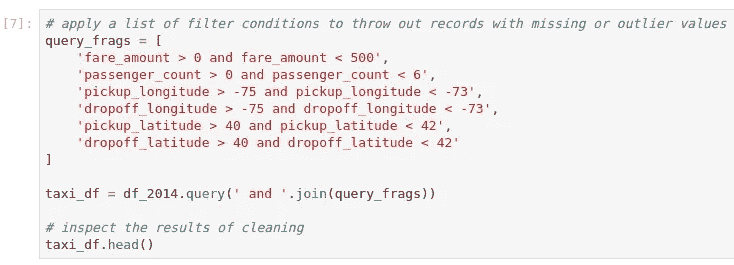 [7]: # apply a list of filter conditions to throw out records with missing or outlier values
query_frags = [
    'fare_amount > 0 and fare_amount < 500',
    'passenger_count > 0 and passenger_count < 6',
    'pickup_longitude > -75 and pickup_longitude < -73',
    'dropoff_longitude > -75 and dropoff_longitude < -73',
    'pickup_latitude > 40 and pickup_latitude < 42',
    'dropoff_latitude > 40 and dropoff_latitude < 42'
]
taxi_df = df_2014.query(' and '.join(query_frags))
# inspect the results of cleaning
taxi_df.head()